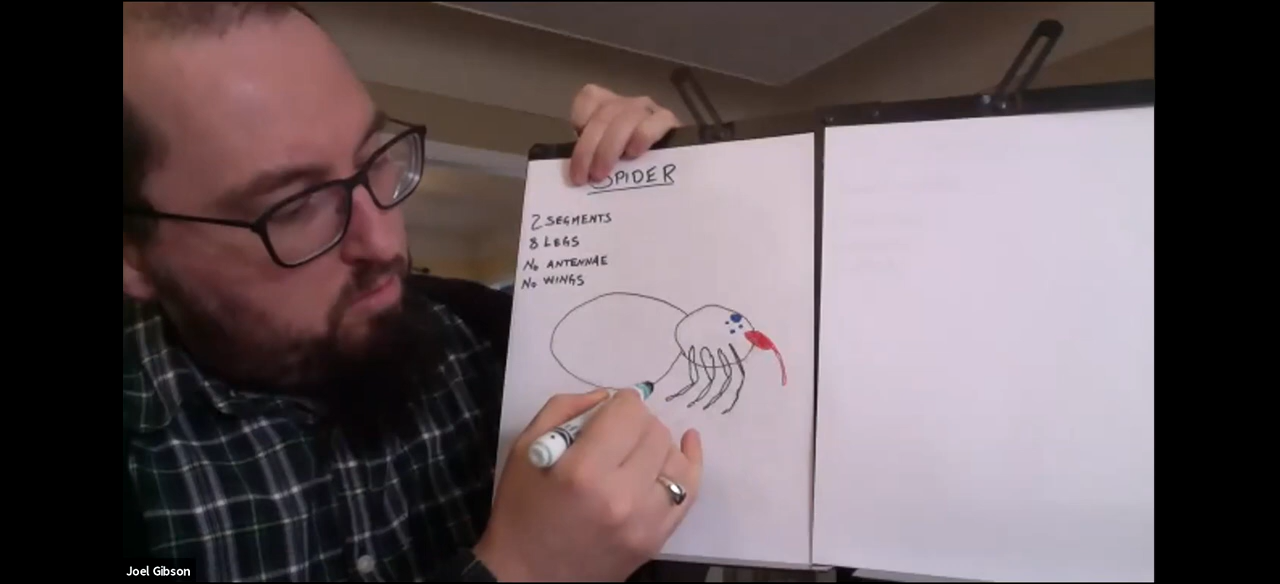 SPIDER
2 SEGMENTS
8 LEGS
No ANTENNAE
No WINGS
Joel Gibson